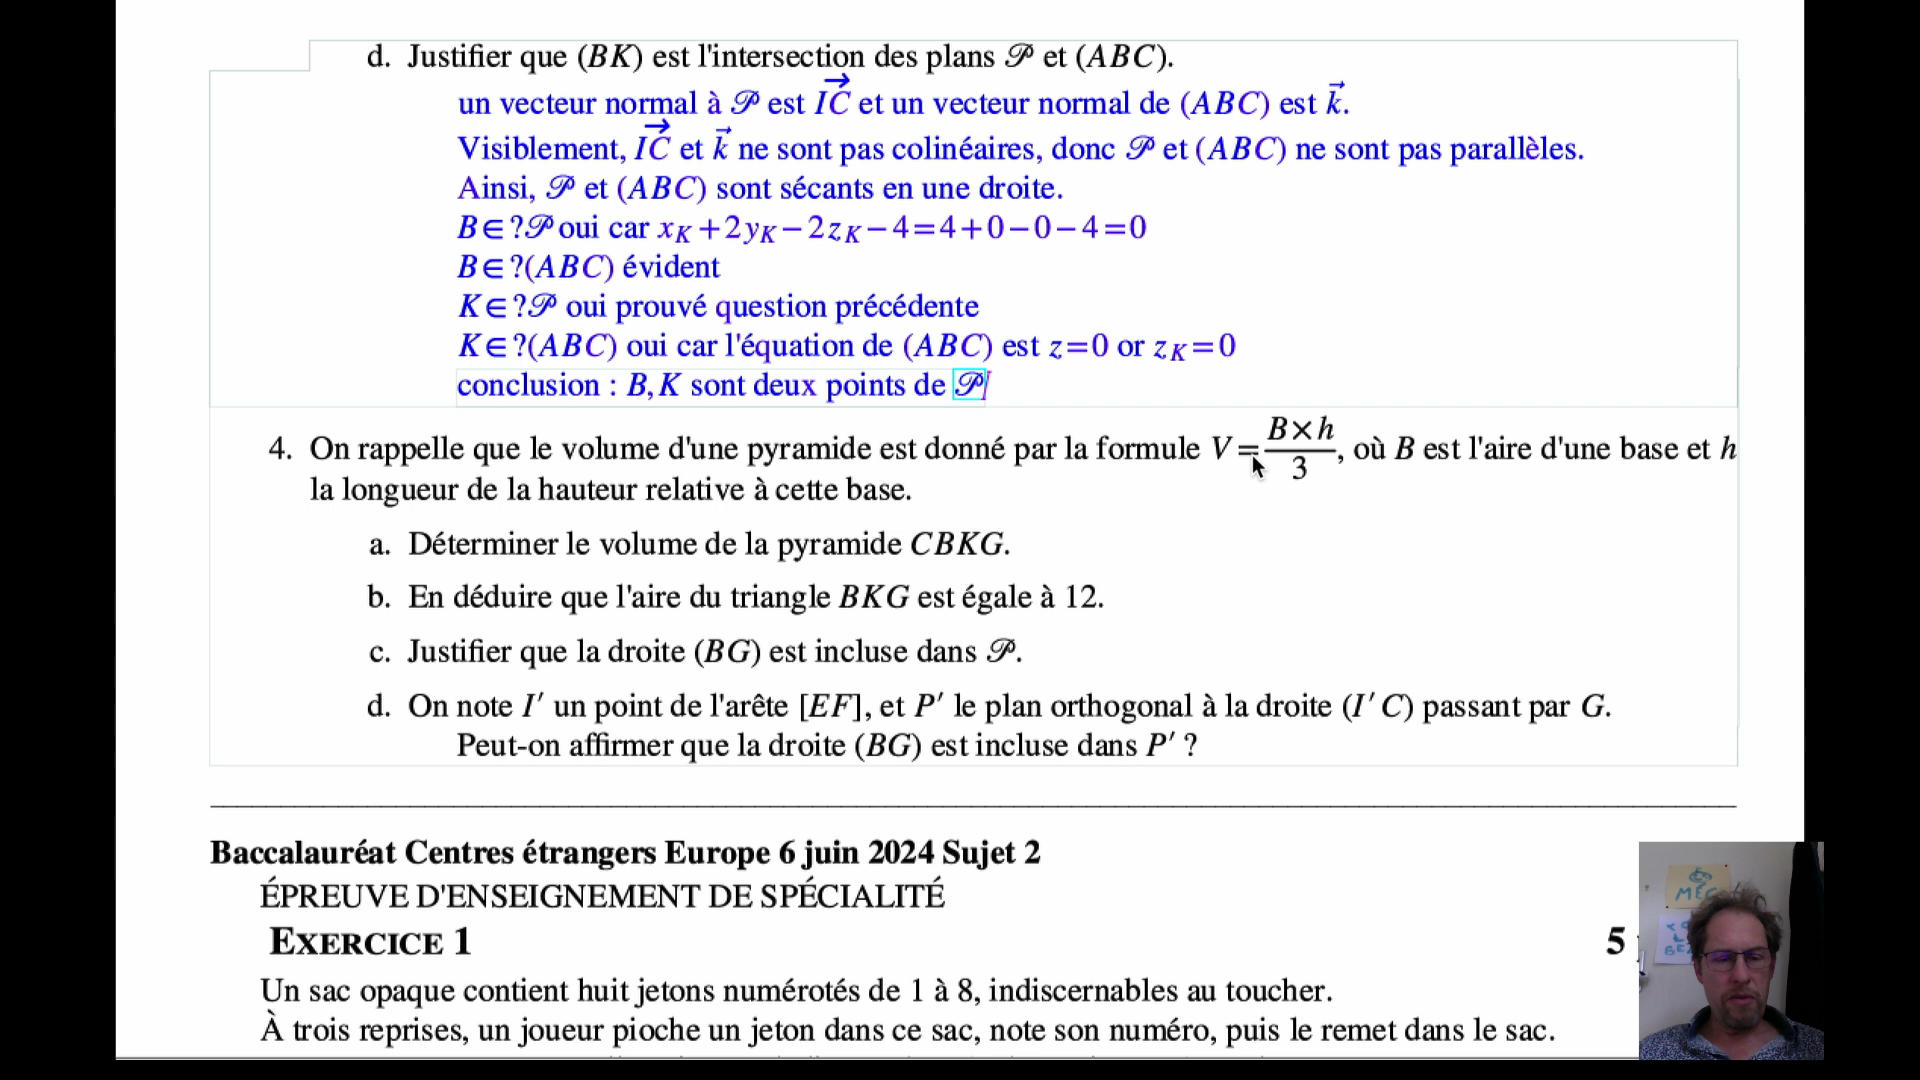 d. Justifier que (BK) est l'intersection des plans 𝒫 et (ABC).
un vecteur normal à 𝒫 est \vec{IC} et un vecteur normal de (ABC) est \vec{k}.
Visiblement, \vec{IC} et \vec{k} ne sont pas colinéaires, donc 𝒫 et (ABC) ne sont pas parallèles.
Ainsi, 𝒫 et (ABC) sont sécants en une droite.
B∈?𝒫 oui car x_K+2y_K−2z_K−4=4+0−0−4=0
B∈?(ABC) évident
K∈?𝒫 oui prouvé question précédente
K∈?(ABC) oui car l'équation de (ABC) est z=0 or z_K=0
conclusion : B,K sont deux points de 𝒫
4. On rappelle que le volume d'une pyramide est donné par la formule V=\frac{B×h}{3}, où B est l'aire d'une base et h
la longueur de la hauteur relative à cette base.
a. Déterminer le volume de la pyramide CBKG.
b. En déduire que l'aire du triangle BKG est égale à 12.
c. Justifier que la droite (BG) est incluse dans 𝒫.
d. On note I′ un point de l'arête [EF], et P′ le plan orthogonal à la droite (I′C) passant par G.
Peut-on affirmer que la droite (BG) est incluse dans P′ ?
Baccalauréat Centres étrangers Europe 6 juin 2024 Sujet 2
ÉPREUVE D'ENSEIGNEMENT DE SPÉCIALITÉ
EXERCICE 1 5
Un sac opaque contient huit jetons numérotés de 1 à 8, indiscernables au toucher.
À trois reprises, un joueur pioche un jeton dans ce sac, note son numéro, puis le remet dans le sac.